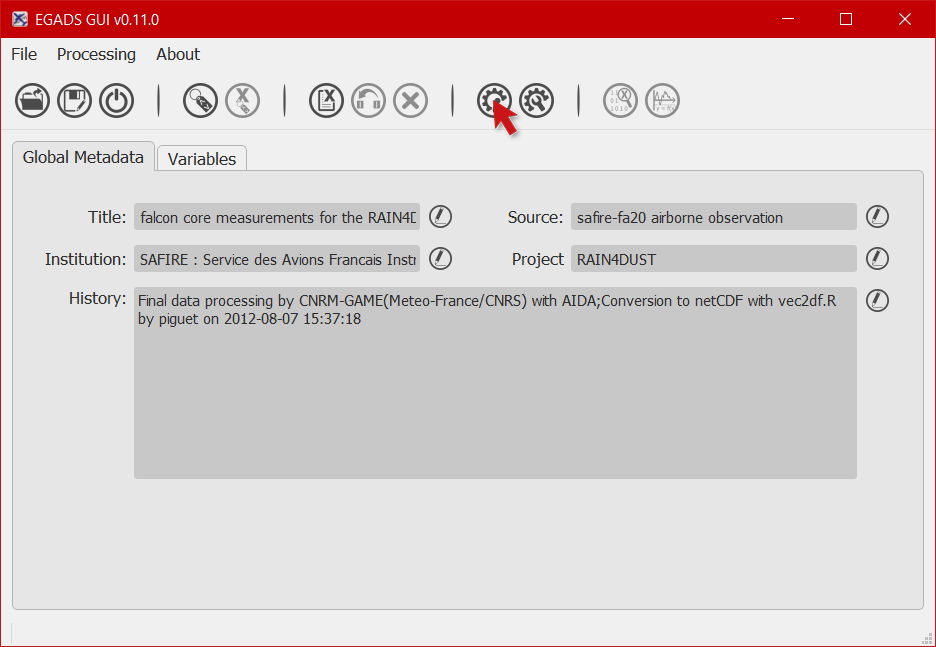 EGADS GUI v0.11.0
File Processing About
Global Metadata Variables
Title: falcon core measurements for the RAIN4D Source: safire-fa20 airborne observation
Institution: SAFIRE : Service des Avions Francais Instr Project RAIN4DUST
History: Final data processing by CNRM-GAME(Meteo-France/CNRS) with AIDA;Conversion to netCDF with vec2df.R
by piguet on 2012-08-07 15:37:18